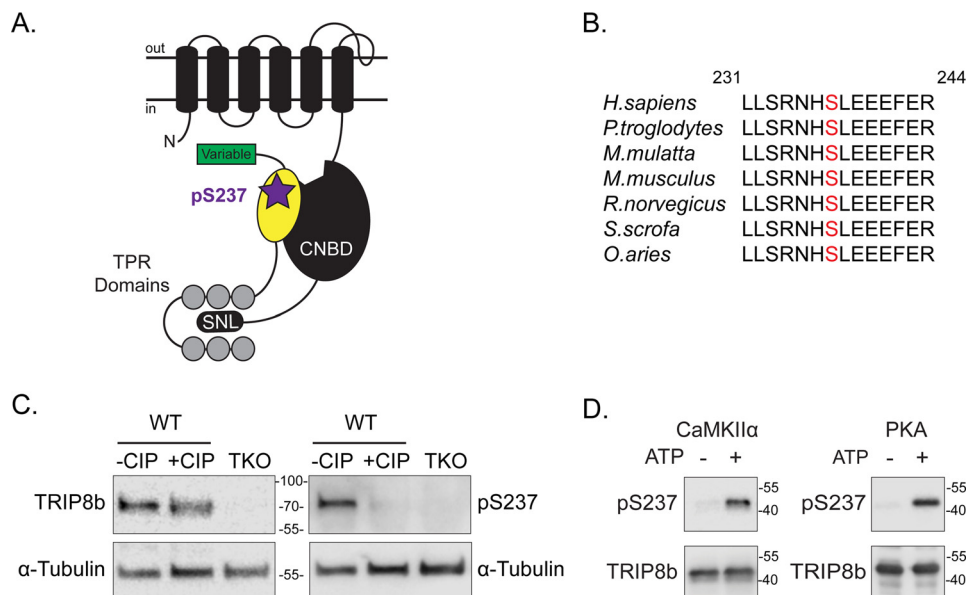 A.
out
in
N
Variable
pS237
CNBD
TPR
Domains
SNL
B.
231 244
H.sapiens LLSRNHSLEEEFER
P.troglodytes LLSRNHSLEEEFER
M.mulatta LLSRNHSLEEEFER
M.musculus LLSRNHSLEEEFER
R.norvegicus LLSRNHSLEEEFER
S.scrofa LLSRNHSLEEEFER
O.aries LLSRNHSLEEEFER
C.
WT WT
-CIP +CIP TKO -CIP +CIP TKO
TRIP8b -100- pS237
-70-
-55-
α-Tubulin -55- α-Tubulin
D.
CaMKIIα PKA
ATP - + ATP - +
pS237 -55 pS237 -55
-40 -40
TRIP8b -55 TRIP8b -55
-40 -40